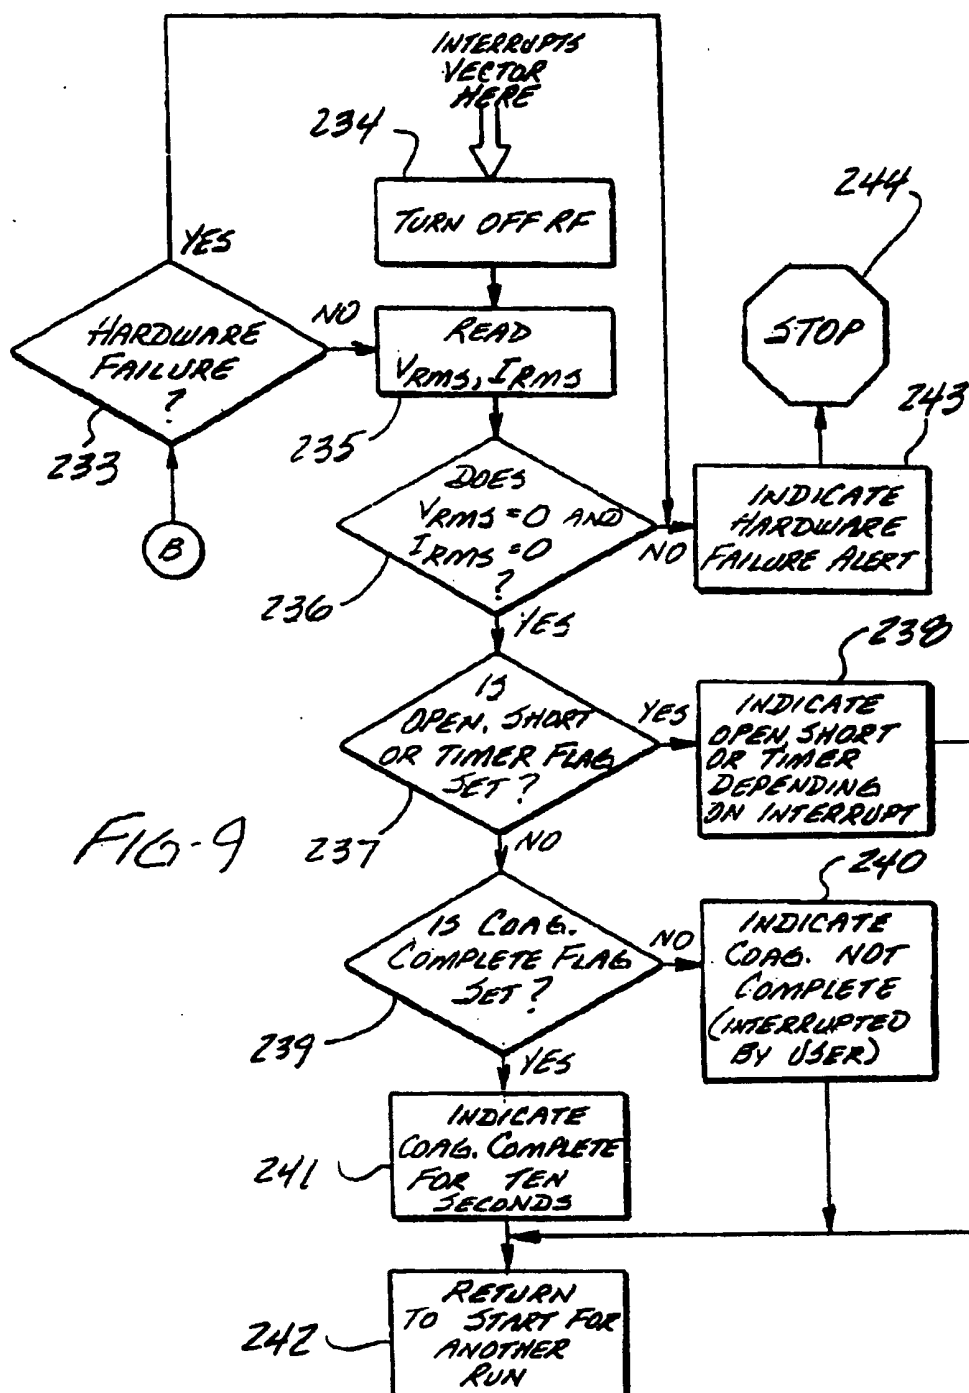 INTERRUPTS
VECTOR
HERE
234
TURN OFF RF
YES
HARDWARE
FAILURE
?
233
NO
B
READ
VRMS, IRMS
235
DOES
VRMS=0 AND
IRMS=0
?
236
NO
YES
244
STOP
243
INDICATE
HARDWARE
FAILURE ALERT
IS
OPEN, SHORT
OR TIMER FLAG
SET?
237
YES
NO
238
INDICATE
OPEN, SHORT
OR TIMER
DEPENDING
ON INTERRUPT
FIG-9
IS COAG.
COMPLETE FLAG
SET?
239
NO
YES
240
INDICATE
COAG. NOT
COMPLETE
(INTERRUPTED
BY USER)
INDICATE
COAG. COMPLETE
FOR TEN
SECONDS
241
RETURN
TO START FOR
ANOTHER
RUN
242